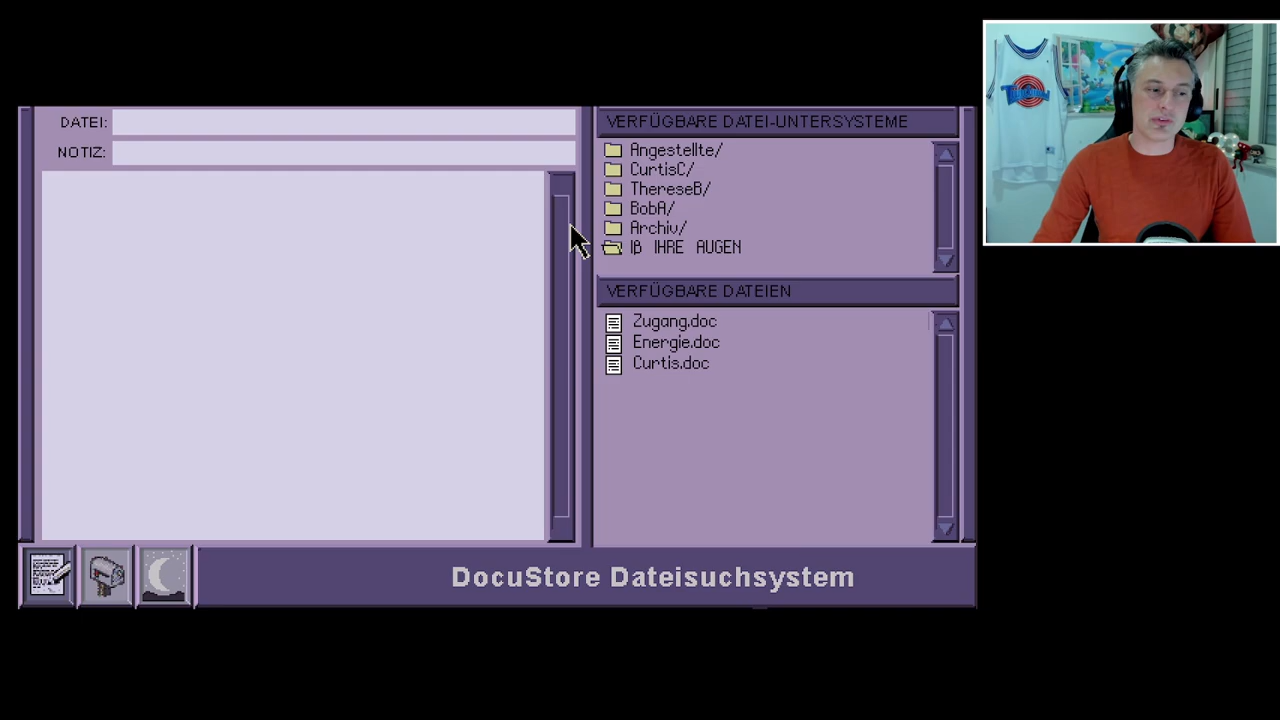 DATEI:
NOTIZ:
VERFÜGBARE DATEI-UNTERSYSTEME
Angestellte/
CurtisC/
ThereseB/
BobA/
Archiv/
Iß IHRE AUGEN
VERFÜGBARE DATEIEN
Zugang.doc
Energie.doc
Curtis.doc
DocuStore Dateisuchsystem